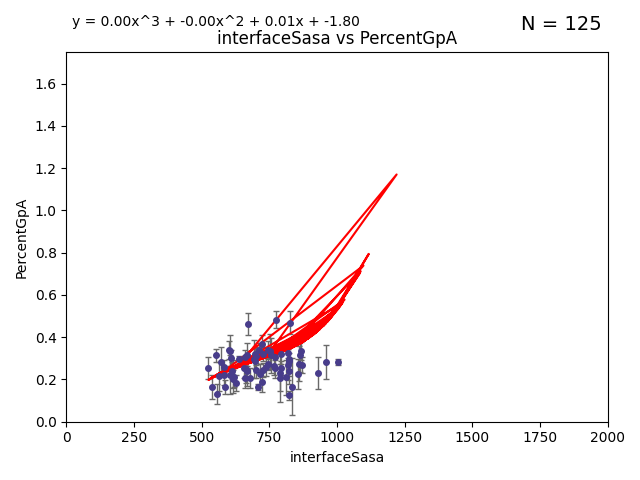 y = 0.00x^3 + -0.00x^2 + 0.01x + -1.80
N = 125
interfaceSasa vs PercentGpA
1.6
1.4
1.2
1.0
0.8
0.6
0.4
0.2
0.0
PercentGpA
0 250 500 750 1000 1250 1500 1750 2000
interfaceSasa